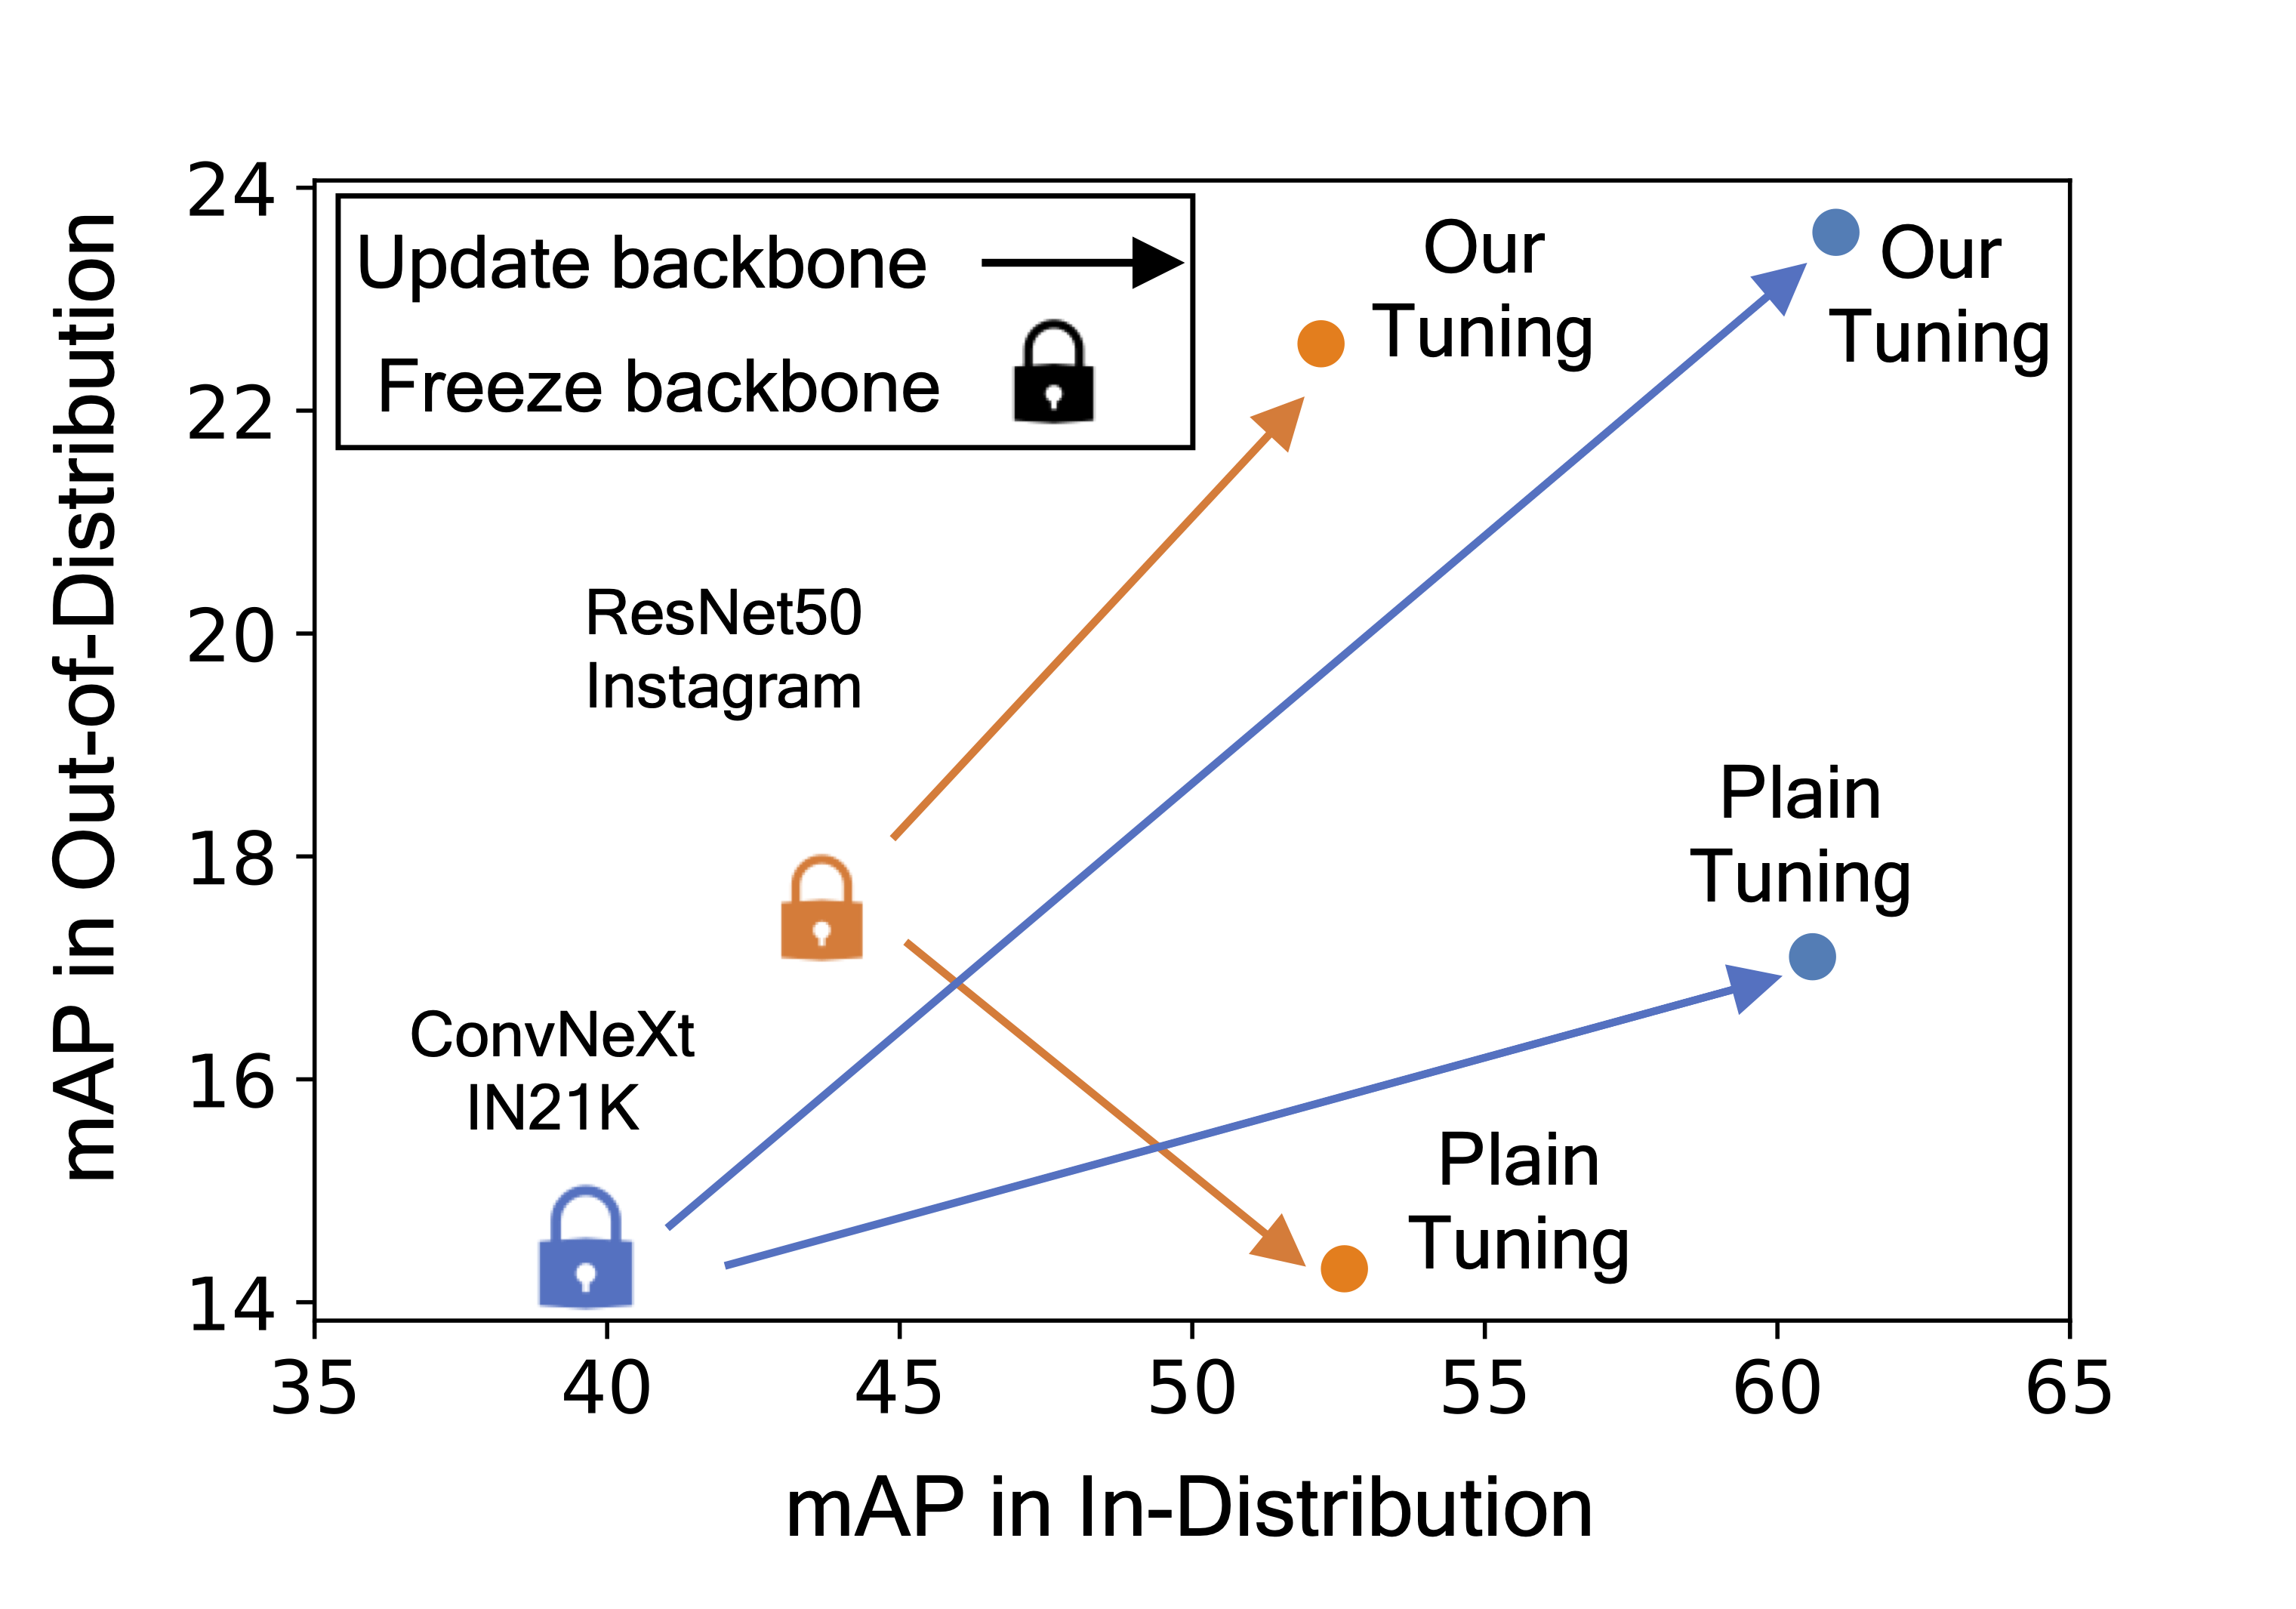 mAP in Out-of-Distribution
24
22
20
18
16
14
Update backbone
Freeze backbone
Our
Tuning
Our
Tuning
ResNet50
Instagram
Plain
Tuning
ConvNeXt
IN21K
Plain
Tuning
35
40
45
50
55
60
65
mAP in In-Distribution